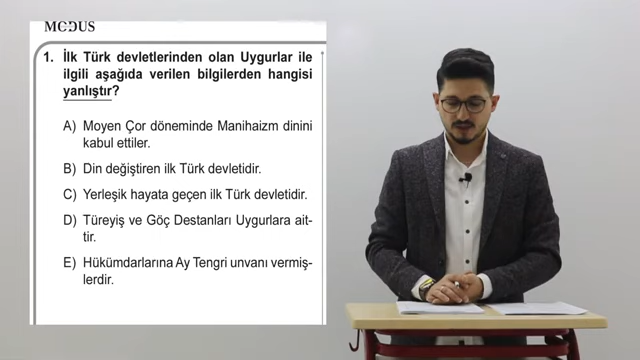 MODUS
1. İlk Türk devletlerinden olan Uygurlar ile
ilgili aşağıda verilen bilgilerden hangisi
yanlıştır?
A) Moyen Çor döneminde Manihaizm dinini
kabul ettiler.
B) Din değiştiren ilk Türk devletidir.
C) Yerleşik hayata geçen ilk Türk devletidir.
D) Türeyiş ve Göç Destanları Uygurlara ait-
tir.
E) Hükümdarlarına Ay Tengri unvanı vermiş-
lerdir.